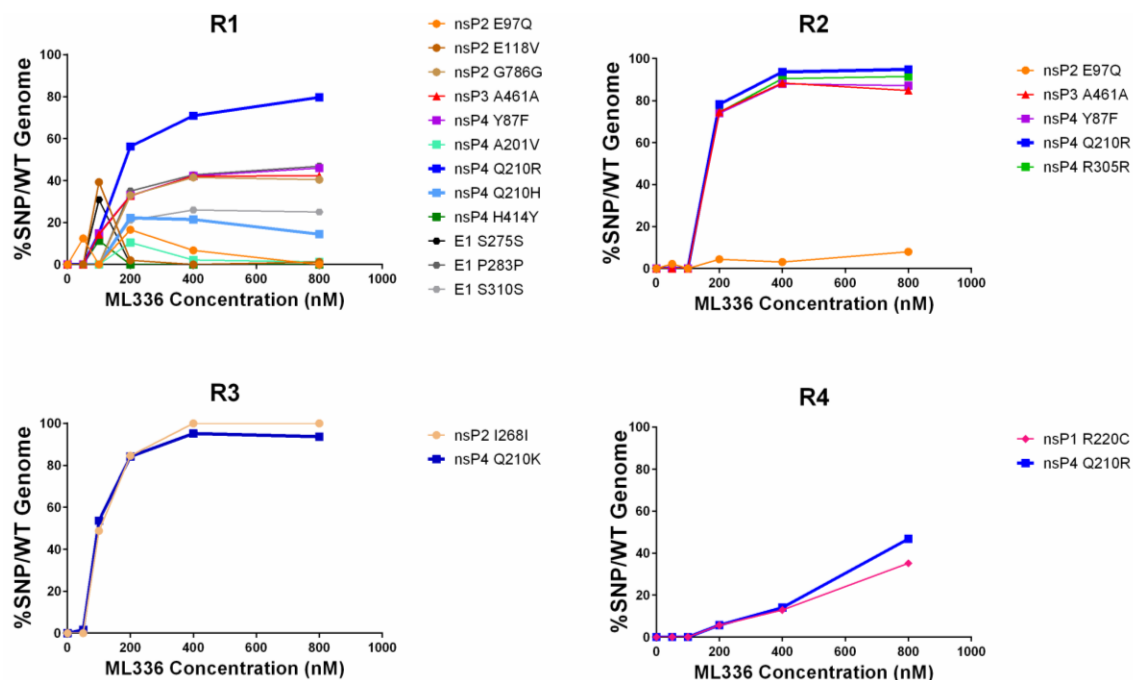 R1
%SNP/WT Genome
100
80
60
40
20
0
0 200 400 600 800 1000
ML336 Concentration (nM)
nsP2 E97Q
nsP2 E118V
nsP2 G786G
nsP3 A461A
nsP4 Y87F
nsP4 A201V
nsP4 Q210R
nsP4 Q210H
nsP4 H414Y
E1 S275S
E1 P283P
E1 S310S
R2
%SNP/WT Genome
100
80
60
40
20
0
0 200 400 600 800 1000
ML336 Concentration (nM)
nsP2 E97Q
nsP3 A461A
nsP4 Y87F
nsP4 Q210R
nsP4 R305R
R3
%SNP/WT Genome
100
80
60
40
20
0
0 200 400 600 800 1000
ML336 Concentration (nM)
nsP2 I268I
nsP4 Q210K
R4
%SNP/WT Genome
100
80
60
40
20
0
0 200 400 600 800 1000
ML336 Concentration (nM)
nsP1 R220C
nsP4 Q210R